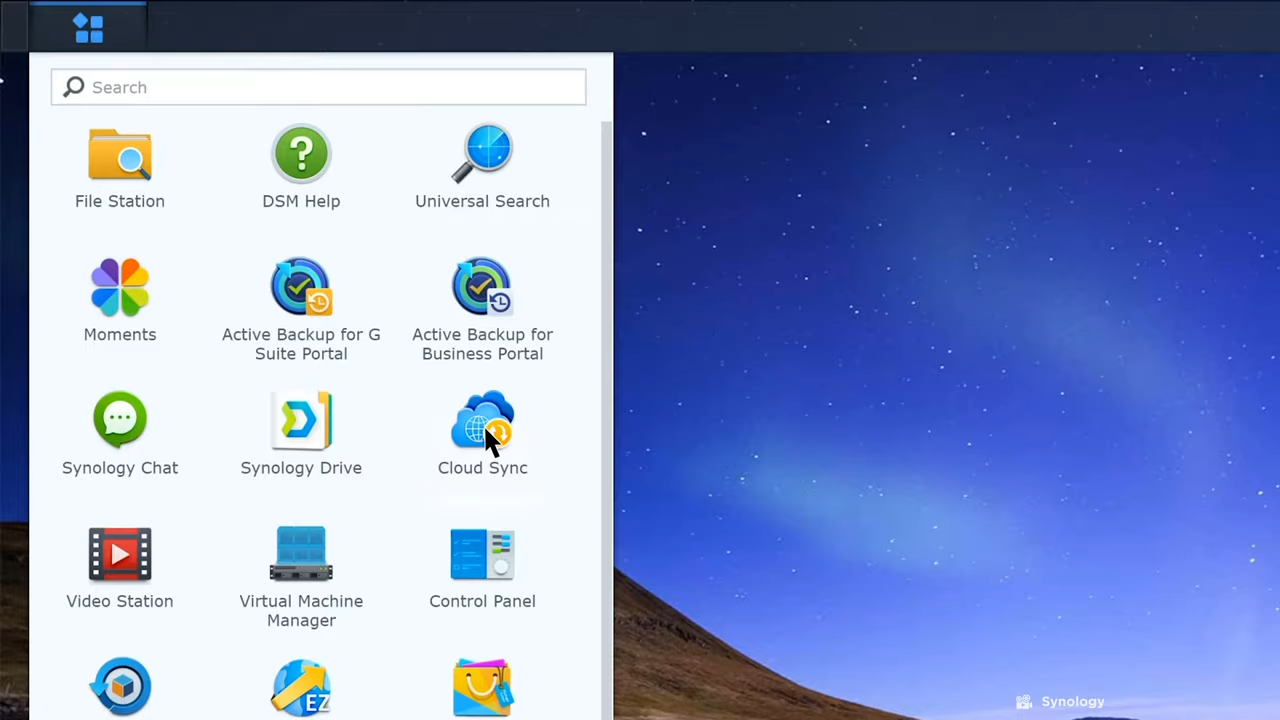 Search
File Station
DSM Help
Universal Search
Moments
Active Backup for G
Suite Portal
Active Backup for
Business Portal
Synology Chat
Synology Drive
Cloud Sync
Video Station
Virtual Machine
Manager
Control Panel
EZ
Synology